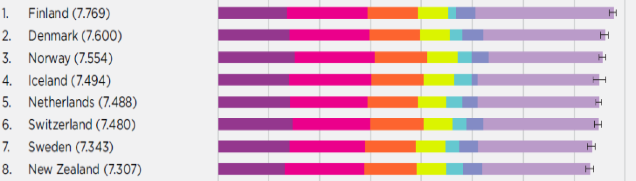 1. Finland (7.769)
2. Denmark (7.600)
3. Norway (7.554)
4. Iceland (7.494)
5. Netherlands (7.488)
6. Switzerland (7.480)
7. Sweden (7.343)
8. New Zealand (7.307)